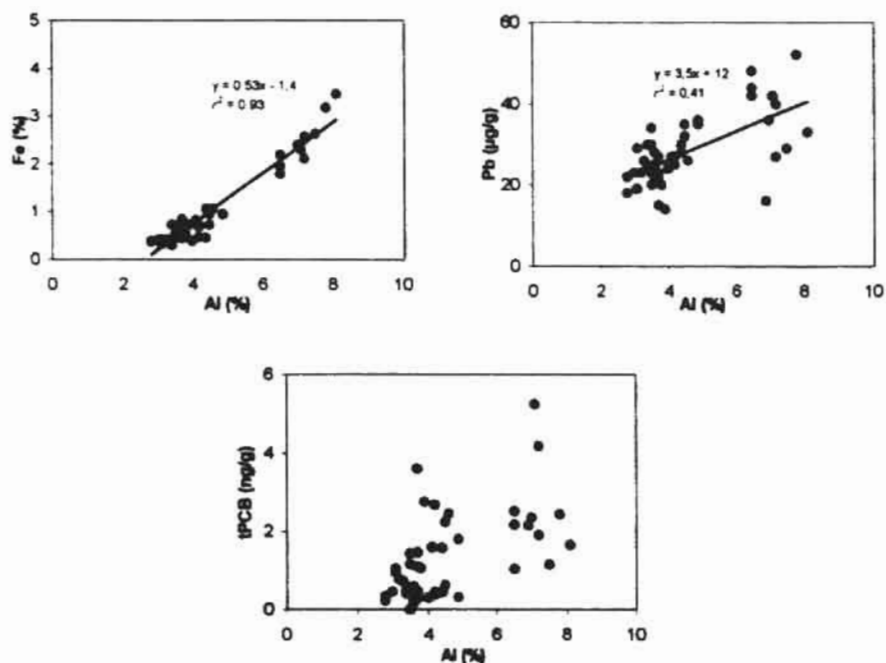 5
4
3
2
1
0
Fe (%)
y = 0,53x - 1,4
r² = 0,93
0 2 4 6 8 10
Al (%)
60
40
20
0
Pb (µg/g)
y = 3,5x + 12
r² = 0,41
0 2 4 6 8 10
Al (%)
6
4
2
0
tPCB (ng/g)
0 2 4 6 8 10
Al (%)